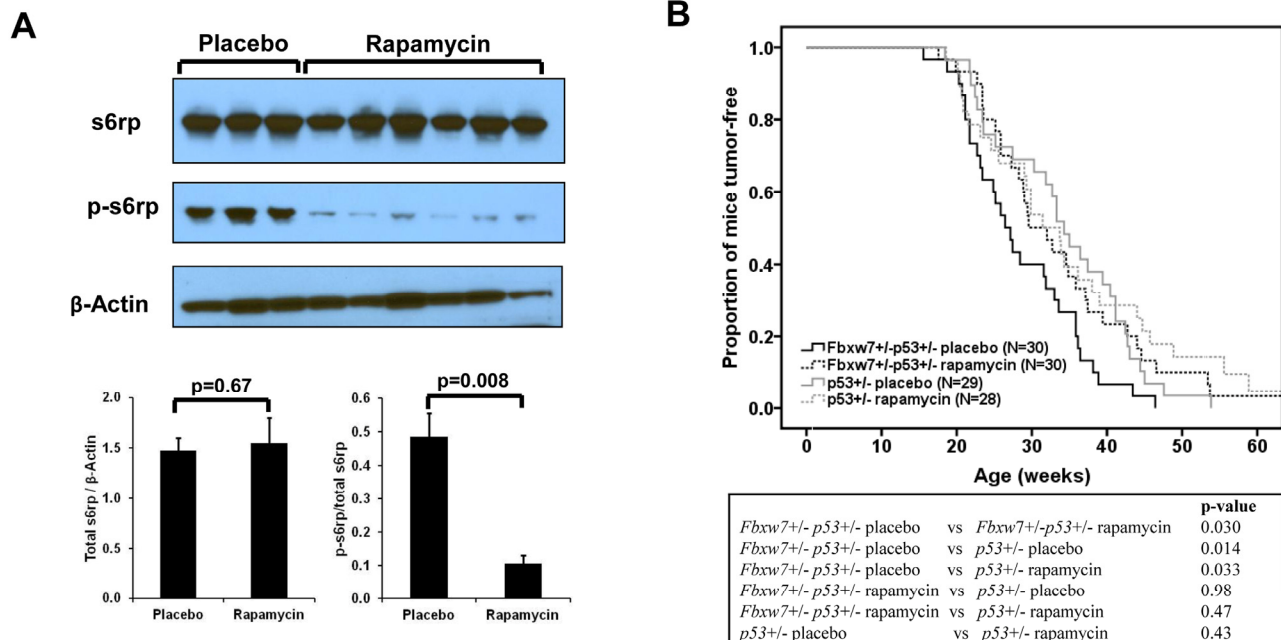 A
Placebo Rapamycin
s6rp
p-s6rp
β-Actin
p=0.67
2.0
1.5
1.0
0.5
0.0
Total s6rp / β-Actin
Placebo Rapamycin
p=0.008
0.6
0.5
0.4
0.3
0.2
0.1
0.0
p-s6rp/total s6rp
Placebo Rapamycin
B
1.0
0.8
0.6
0.4
0.2
0.0
Proportion of mice tumor-free
Fbxw7+/-p53+/- placebo (N=30)
Fbxw7+/-p53+/- rapamycin (N=30)
p53+/- placebo (N=29)
p53+/- rapamycin (N=28)
0 10 20 30 40 50 60
Age (weeks)
p-value
Fbxw7+/- p53+/- placebo vs Fbxw7+/-p53+/- rapamycin 0.030
Fbxw7+/- p53+/- placebo vs p53+/- placebo 0.014
Fbxw7+/- p53+/- placebo vs p53+/- rapamycin 0.033
Fbxw7+/- p53+/- rapamycin vs p53+/- placebo 0.98
Fbxw7+/- p53+/- rapamycin vs p53+/- rapamycin 0.47
p53+/- placebo vs p53+/- rapamycin 0.43